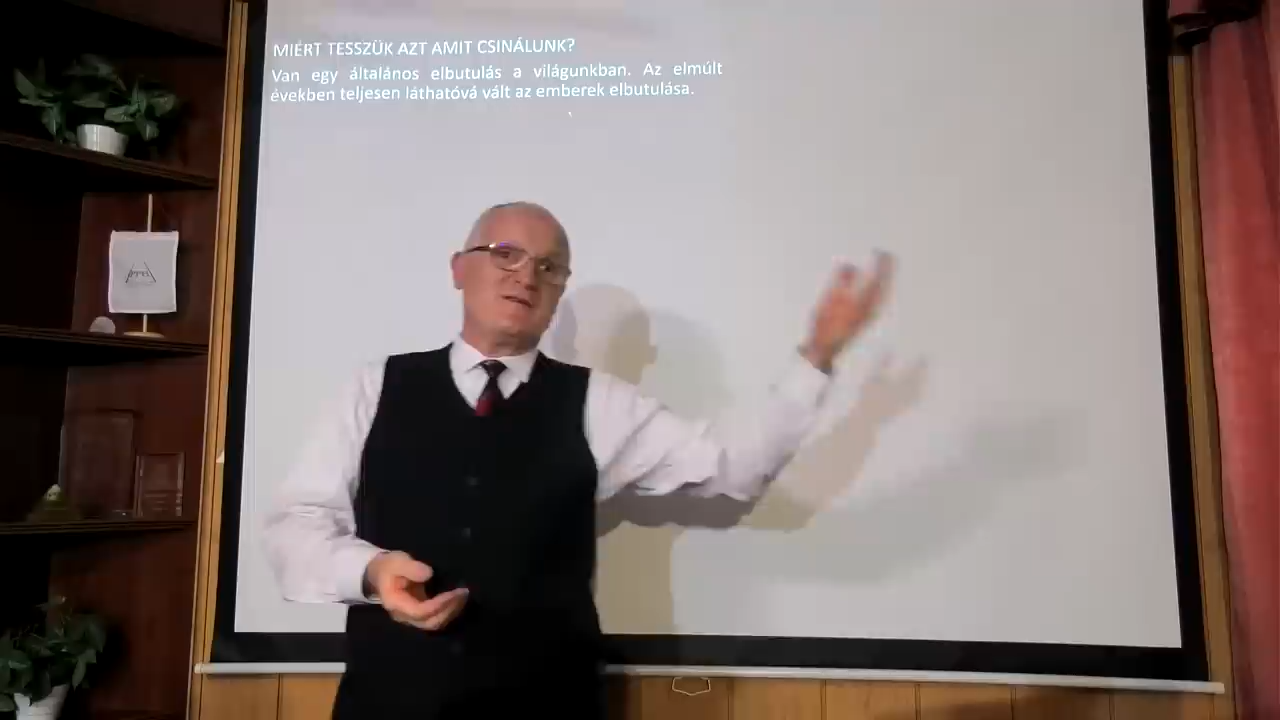 MIÉRT TESSZÜK AZT AMIT CSINÁLUNK?
Van egy általános elbutulás a világunkban. Az elmúlt
években teljesen láthatóvá vált az emberek elbutulása.